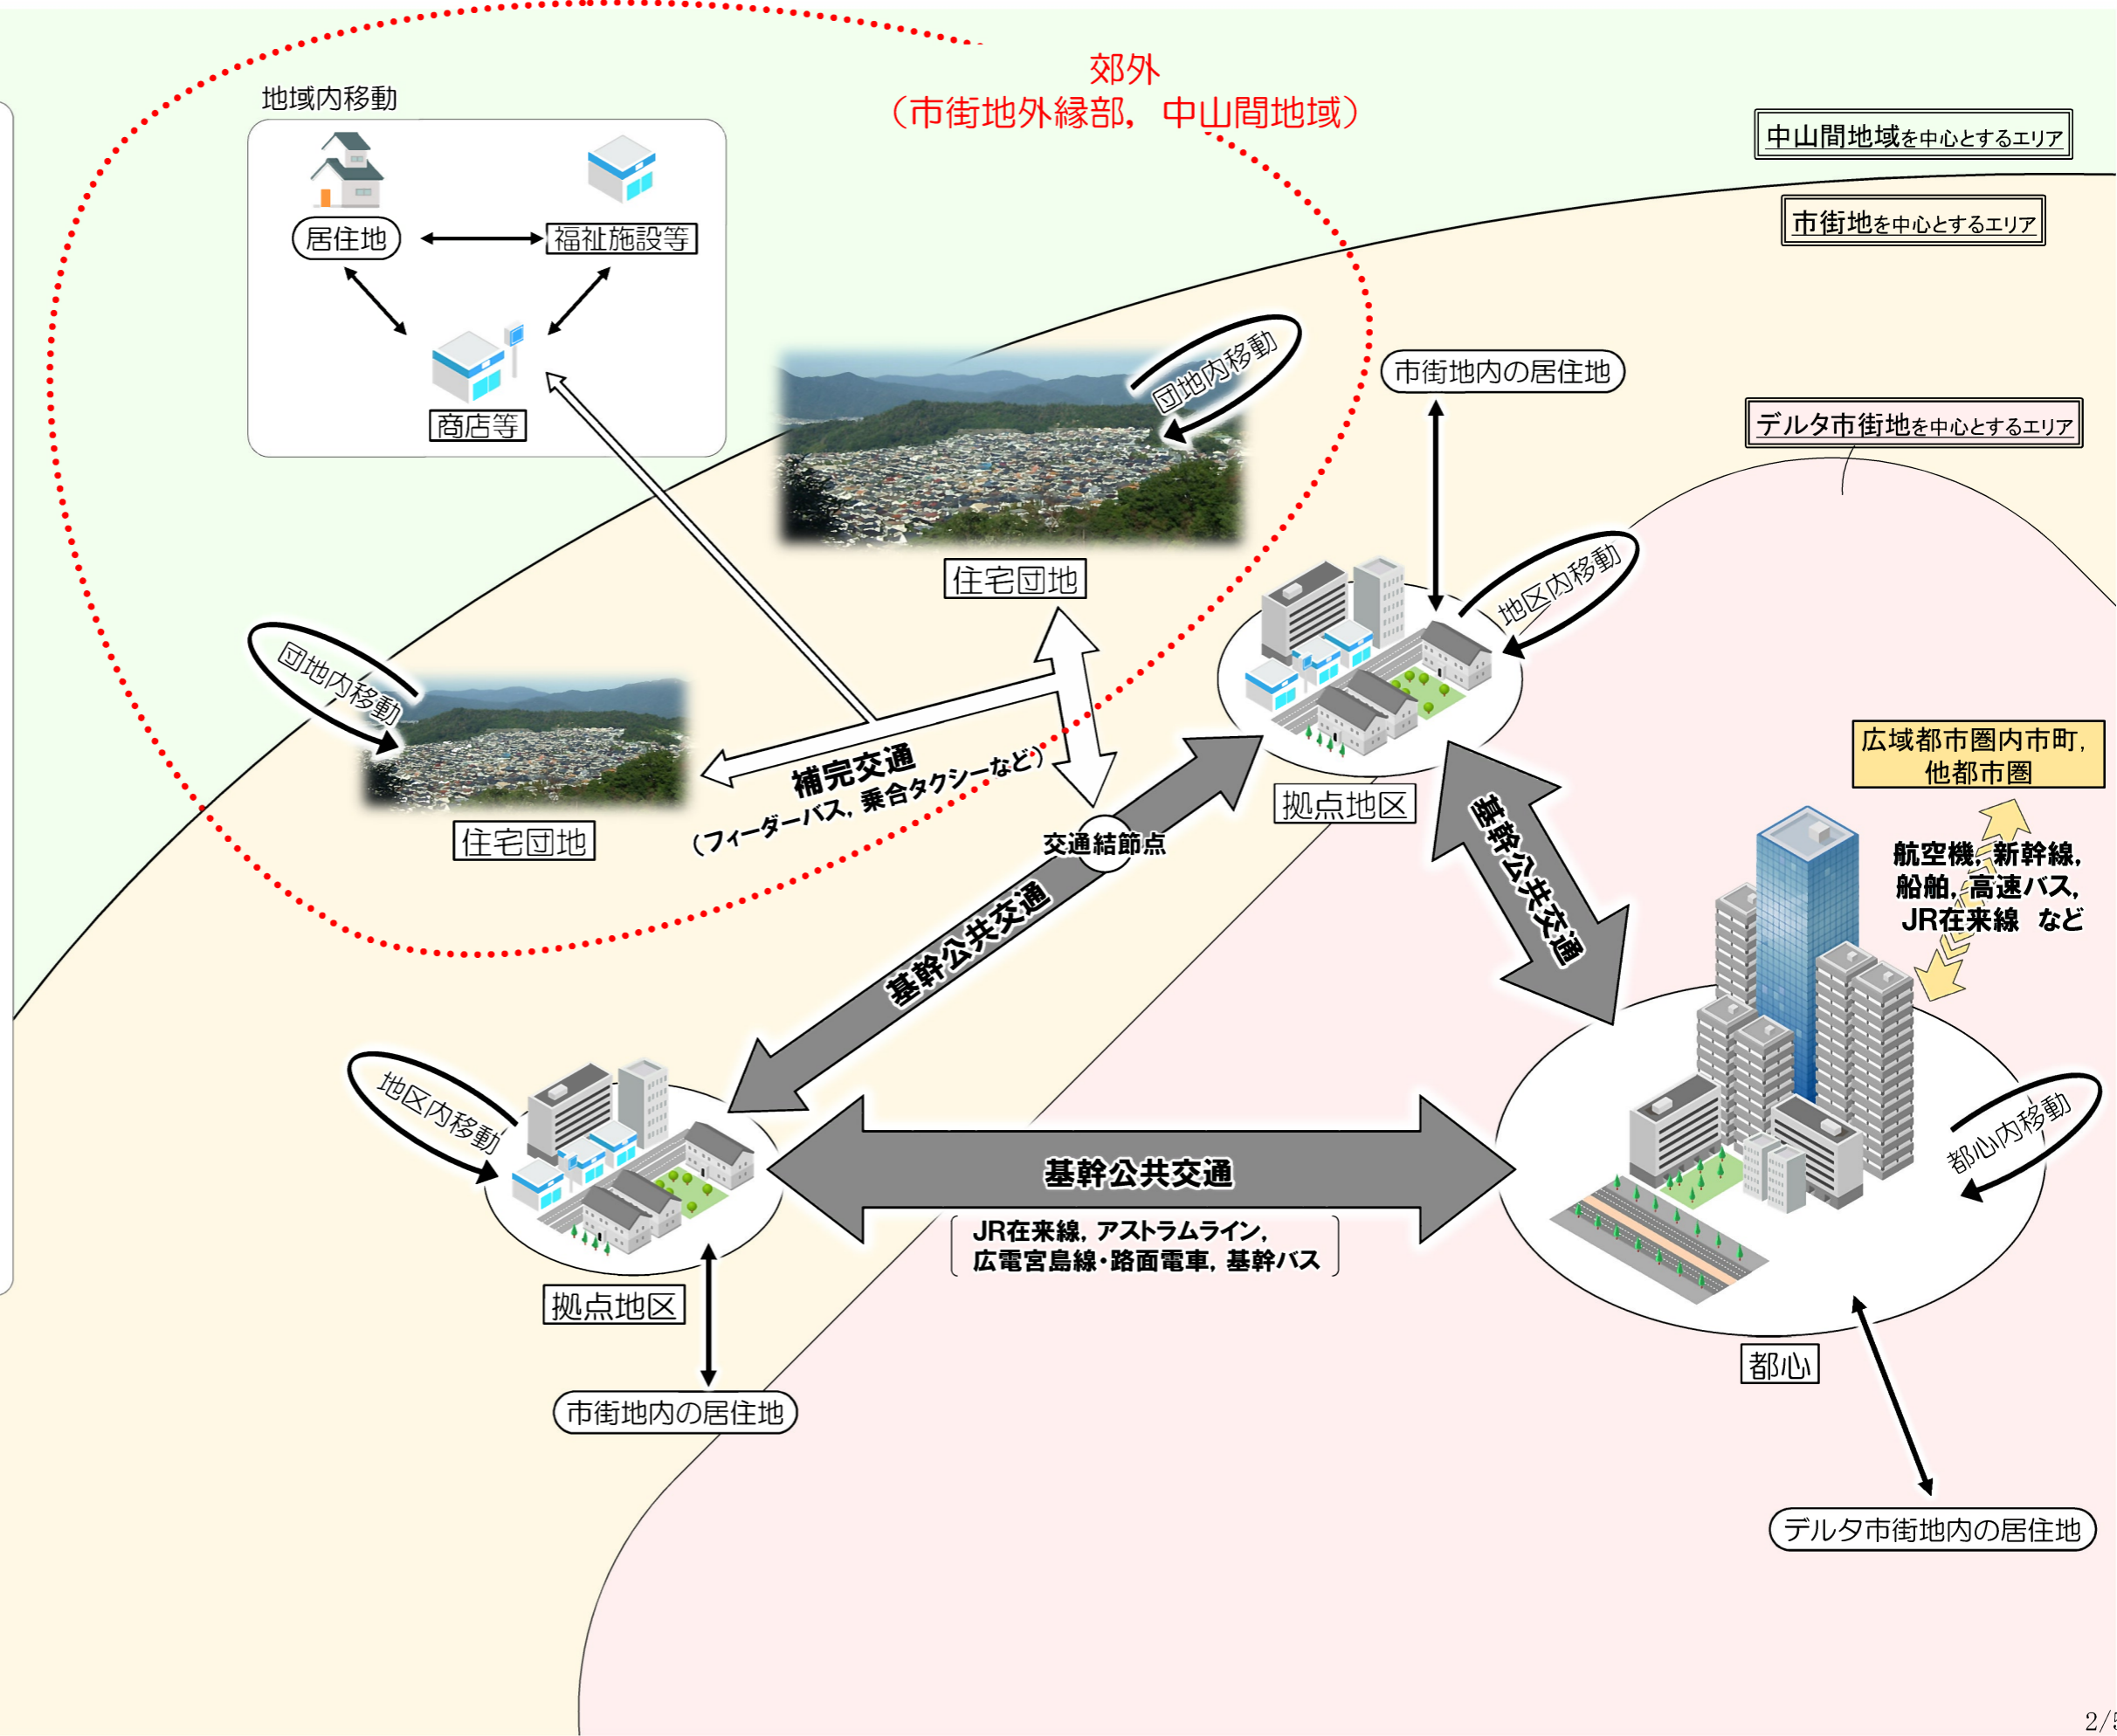 郊外
（市街地外縁部，中山間地域）
地域内移動
居住地
福祉施設等
商店等
中山間地域を中心とするエリア
市街地を中心とするエリア
デルタ市街地を中心とするエリア
団地内移動
住宅団地
市街地内の居住地
地区内移動
拠点地区
団地内移動
住宅団地
補完交通
（フィーダーバス，乗合タクシーなど）
交通結節点
基幹公共交通
基幹公共交通
広域都市圏内市町，
他都市圏
航空機，新幹線，
船舶，高速バス，
JR在来線 など
地区内移動
拠点地区
市街地内の居住地
基幹公共交通
JR在来線，アストラムライン，
広電宮島線・路面電車，基幹バス
都心内移動
都心
デルタ市街地内の居住地
2/5